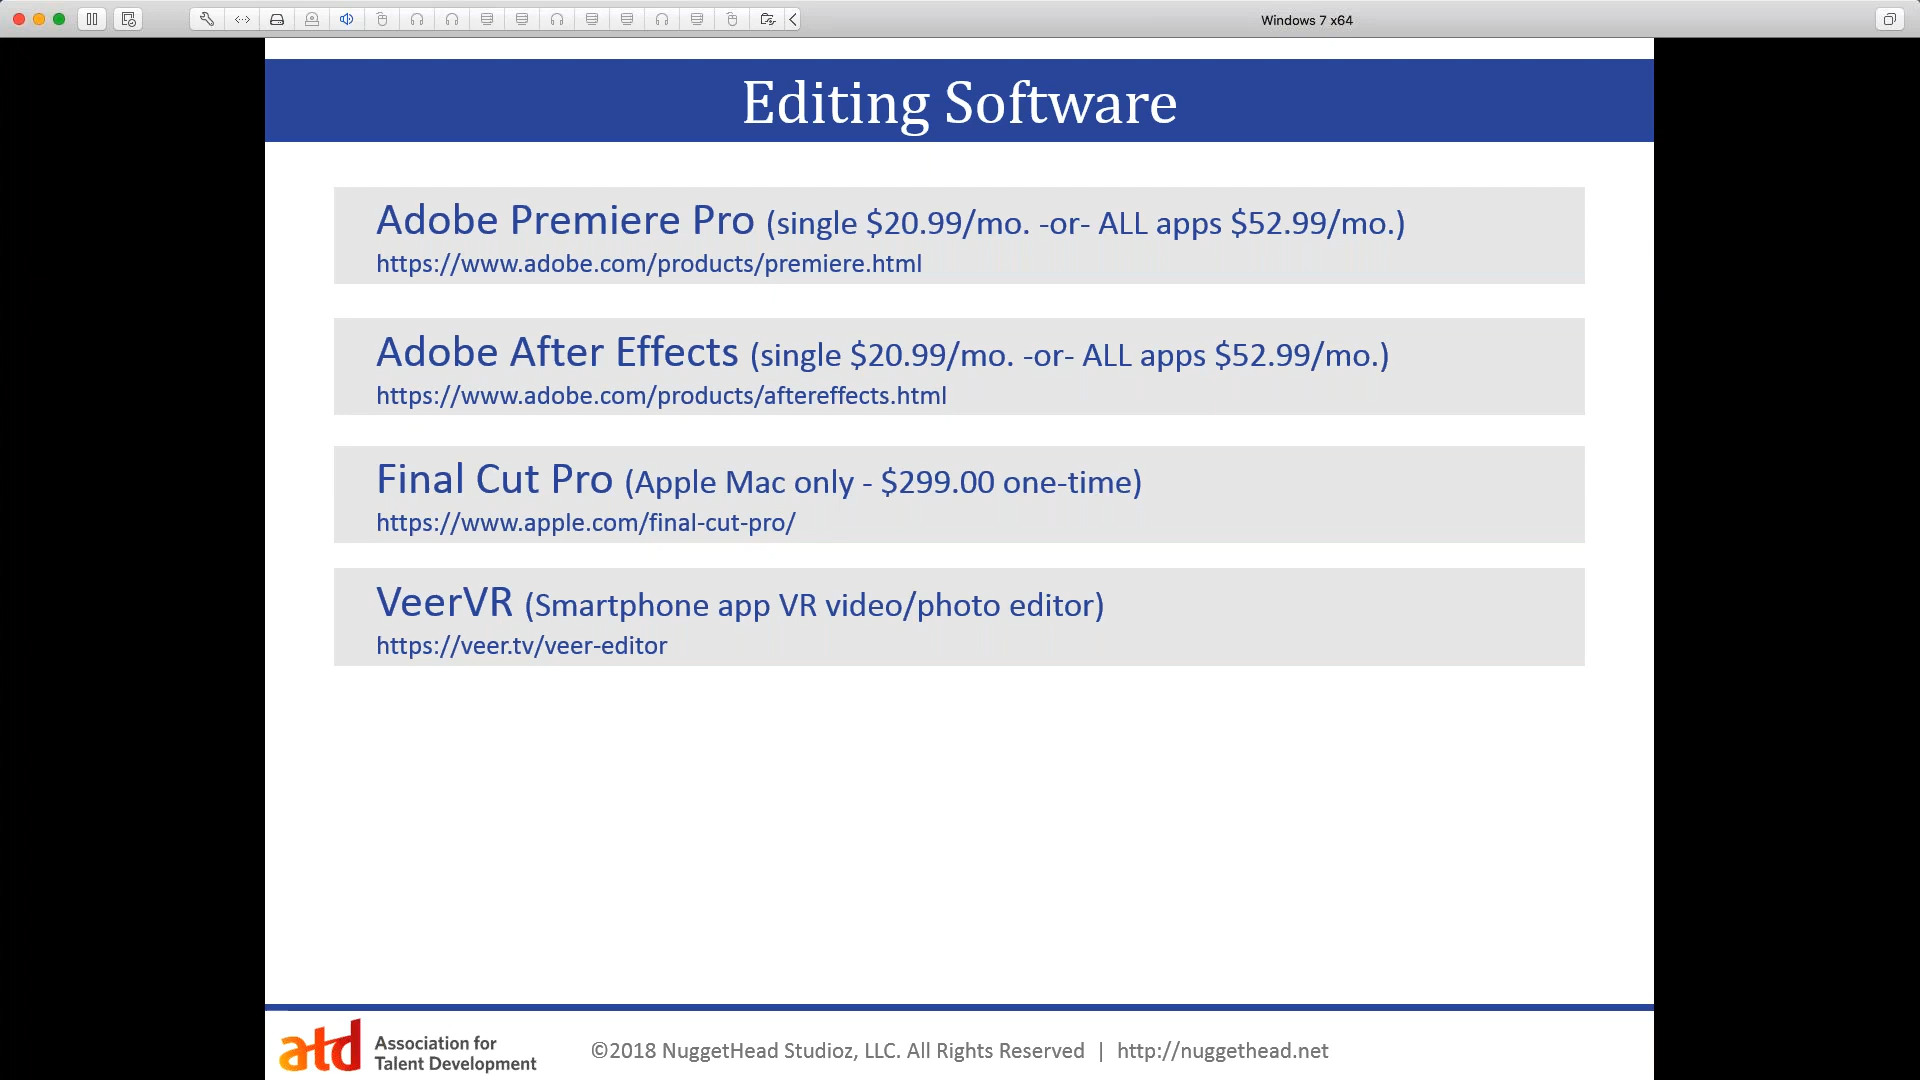 Windows 7 x64
Editing Software
Adobe Premiere Pro (single $20.99/mo. -or- ALL apps $52.99/mo.)
https://www.adobe.com/products/premiere.html
Adobe After Effects (single $20.99/mo. -or- ALL apps $52.99/mo.)
https://www.adobe.com/products/aftereffects.html
Final Cut Pro (Apple Mac only - $299.00 one-time)
https://www.apple.com/final-cut-pro/
VeerVR (Smartphone app VR video/photo editor)
https://veer.tv/veer-editor
atd Association for
Talent Development
©2018 NuggetHead Studioz, LLC. All Rights Reserved | http://nuggethead.net